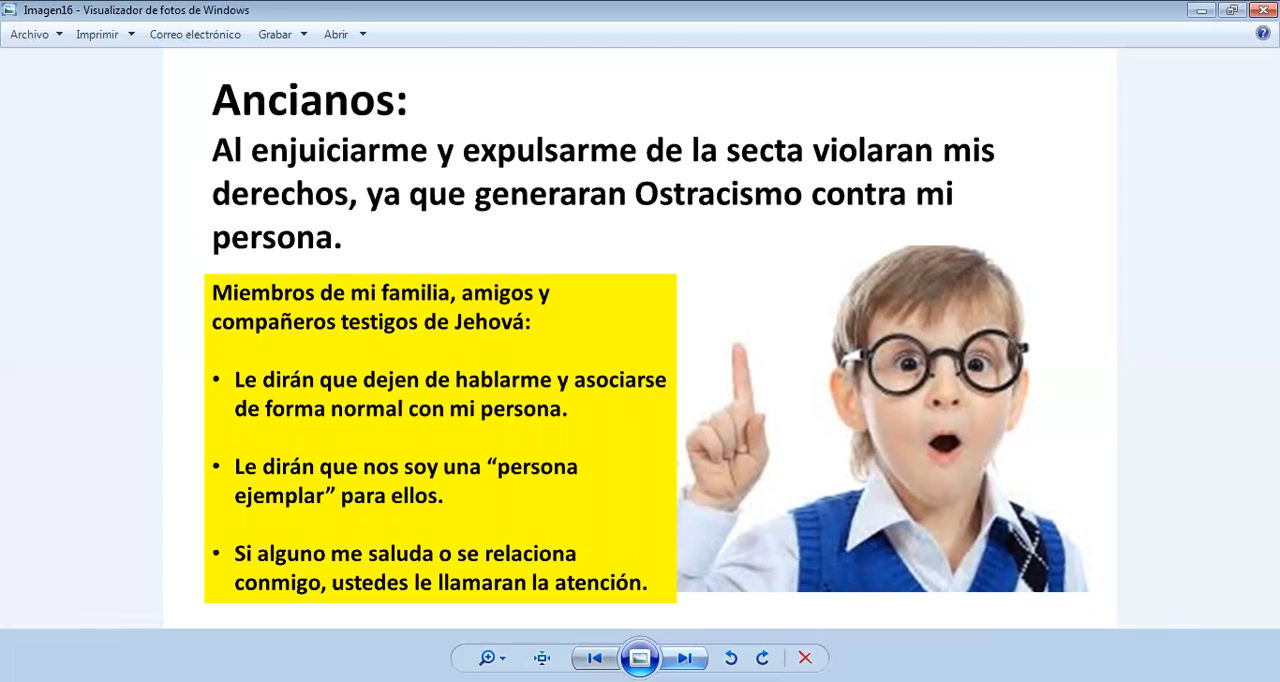 Imagen16 - Visualizador de fotos de Windows
Archivo Imprimir Correo electrónico Grabar Abrir
Ancianos:
Al enjuiciarme y expulsarme de la secta violaran mis
derechos, ya que generaran Ostracismo contra mi
persona.
Miembros de mi familia, amigos y
compañeros testigos de Jehová:
• Le dirán que dejen de hablarme y asociarse
de forma normal con mi persona.
• Le dirán que nos soy una “persona
ejemplar” para ellos.
• Si alguno me saluda o se relaciona
conmigo, ustedes le llamaran la atención.